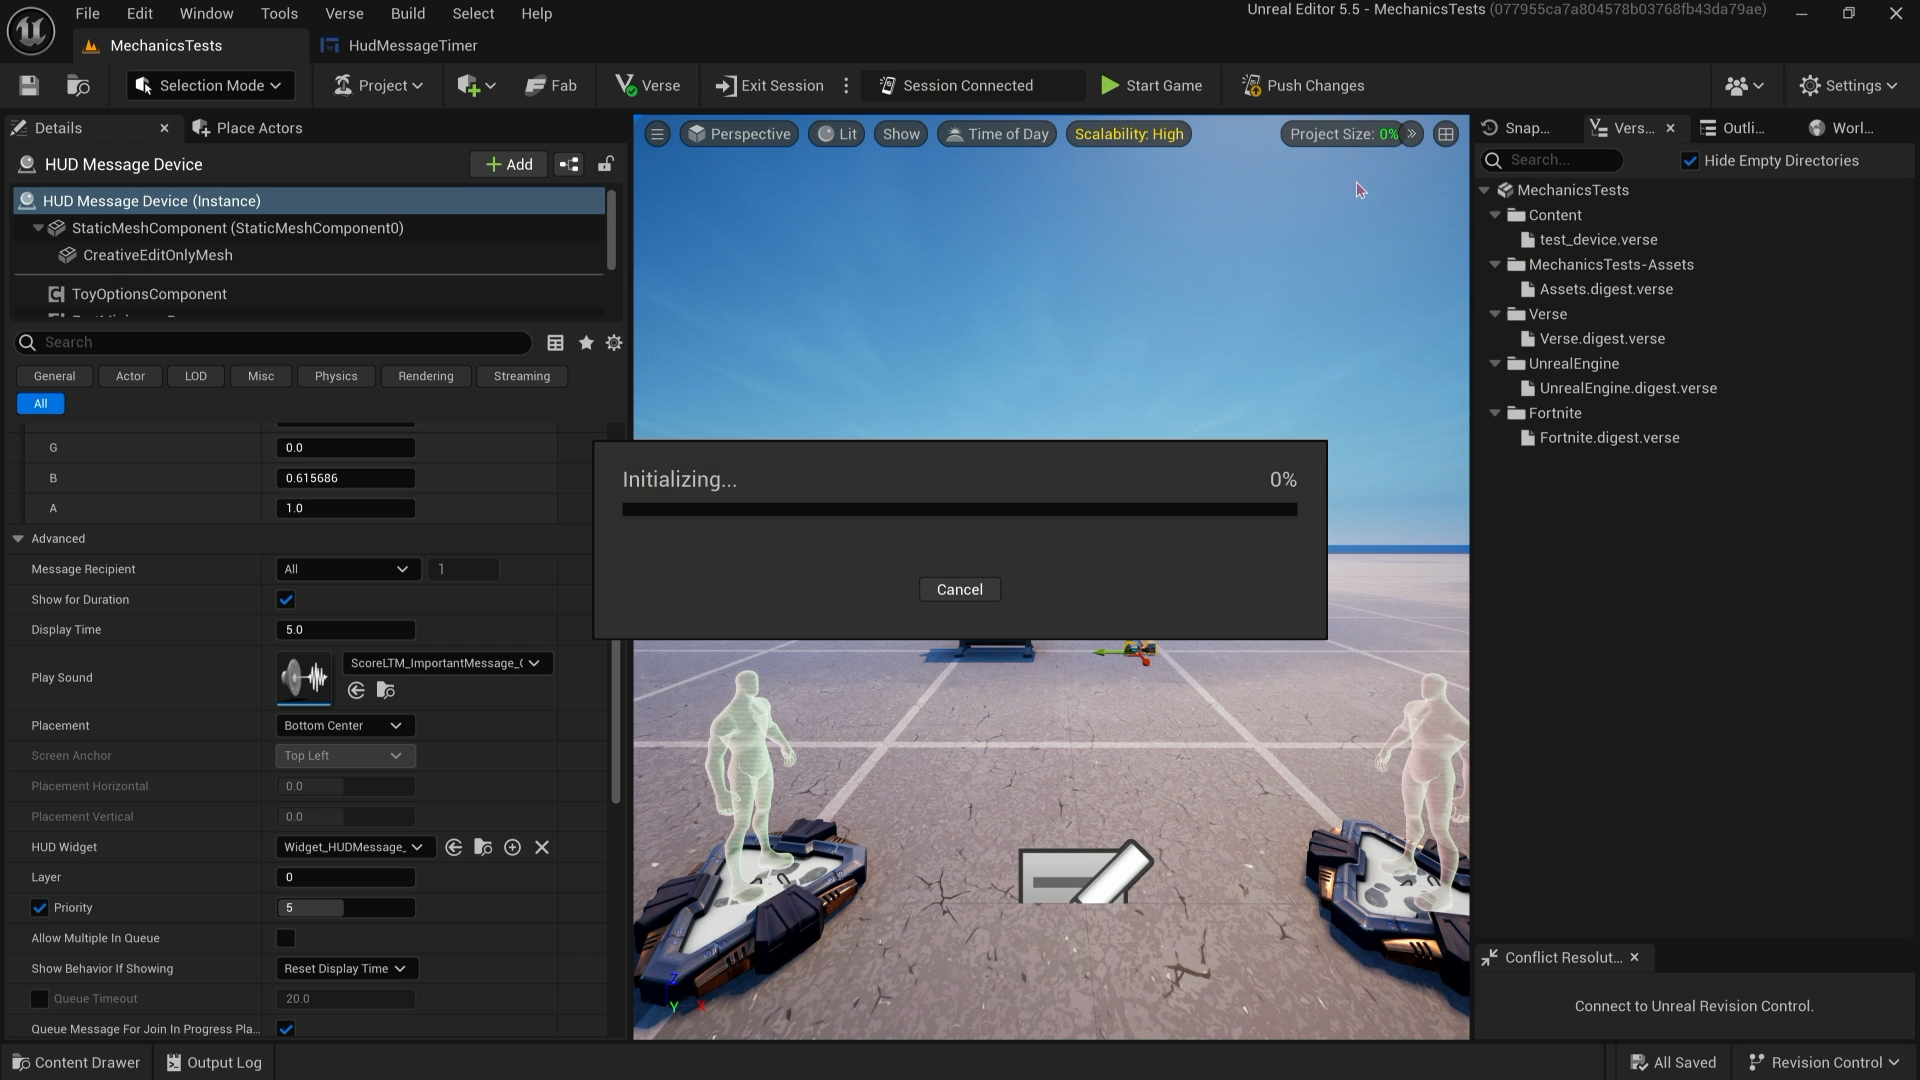 File Edit Window Tools Verse Build Select Help
Unreal Editor 5.5 - MechanicsTests (077955ca7a804578b03768fb43da79ae)
MechanicsTests HudMessageTimer
Selection Mode Project Fab Verse Exit Session Session Connected Start Game Push Changes Settings
Details Place Actors
HUD Message Device Add
HUD Message Device (Instance)
StaticMeshComponent (StaticMeshComponent0)
CreativeEditOnlyMesh
ToyOptionsComponent
Search
General Actor LOD Misc Physics Rendering Streaming
All
G 0.0
B 0.615686
A 1.0
Advanced
Message Recipient All 1
Show for Duration
Display Time 5.0
Play Sound ScoreLTM_ImportantMessage_(
Placement Bottom Center
Screen Anchor Top Left
Placement Horizontal 0.0
Placement Vertical 0.0
HUD Widget Widget_HUDMessage_
Layer 0
Priority 5
Allow Multiple In Queue
Show Behavior If Showing Reset Display Time
Queue Timeout 20.0
Queue Message For Join In Progress Pla...
Perspective Lit Show Time of Day Scalability: High Project Size: 0%
Initializing... 0%
Cancel
Z
Y X
Snap... Vers... Outli... Worl...
Search... Hide Empty Directories
MechanicsTests
Content
test_device.verse
MechanicsTests-Assets
Assets.digest.verse
Verse
Verse.digest.verse
UnrealEngine
UnrealEngine.digest.verse
Fortnite
Fortnite.digest.verse
Conflict Resolut...
Connect to Unreal Revision Control.
Content Drawer Output Log All Saved Revision Control